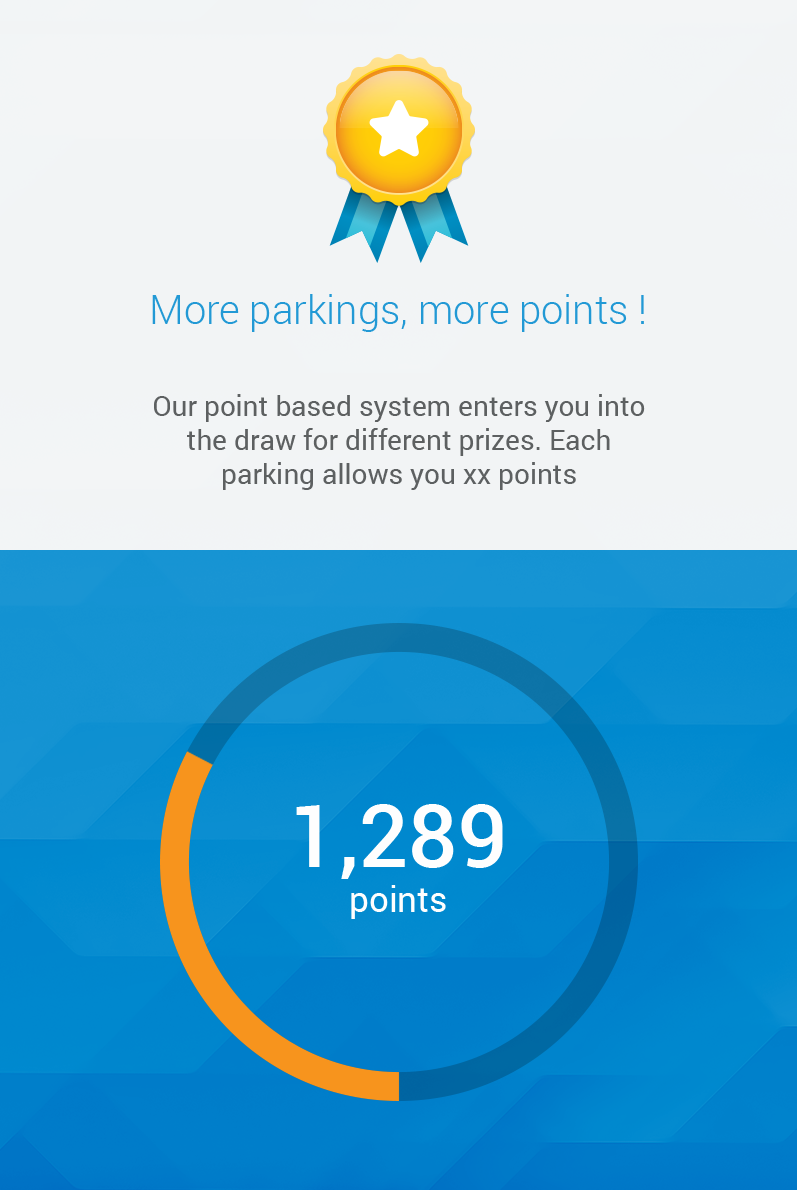 More parkings, more points !
Our point based system enters you into
the draw for different prizes. Each
parking allows you xx points
1,289
points